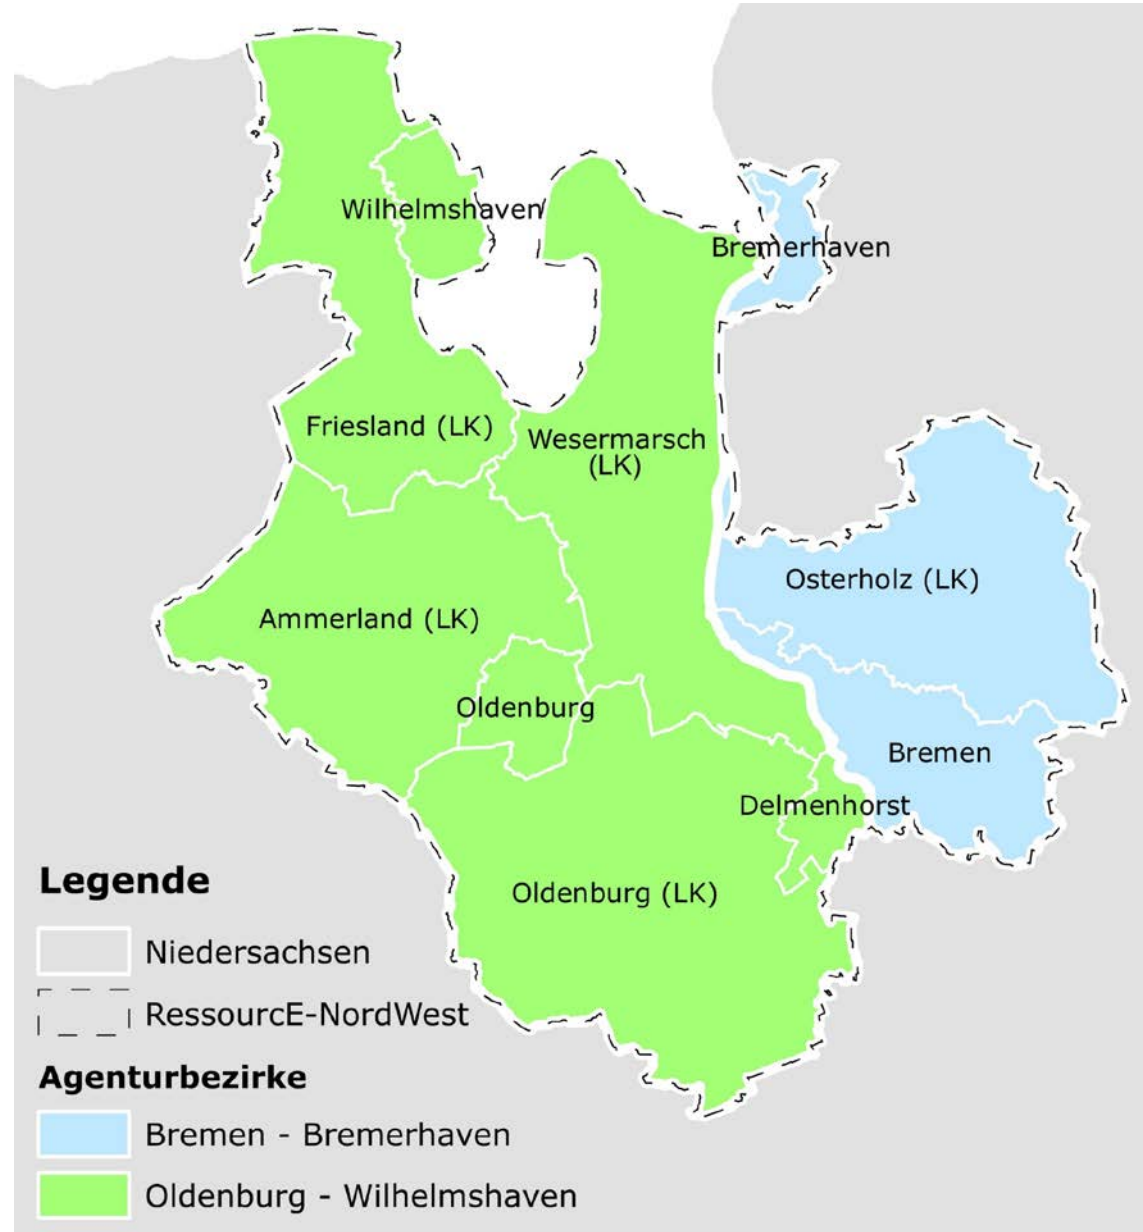 Wilhelmshaven
Bremerhaven
Friesland (LK)
Wesermarsch
(LK)
Osterholz (LK)
Ammerland (LK)
Oldenburg
Bremen
Delmenhorst
Oldenburg (LK)
Legende
Niedersachsen
RessourcE-NordWest
Agenturbezirke
Bremen - Bremerhaven
Oldenburg - Wilhelmshaven